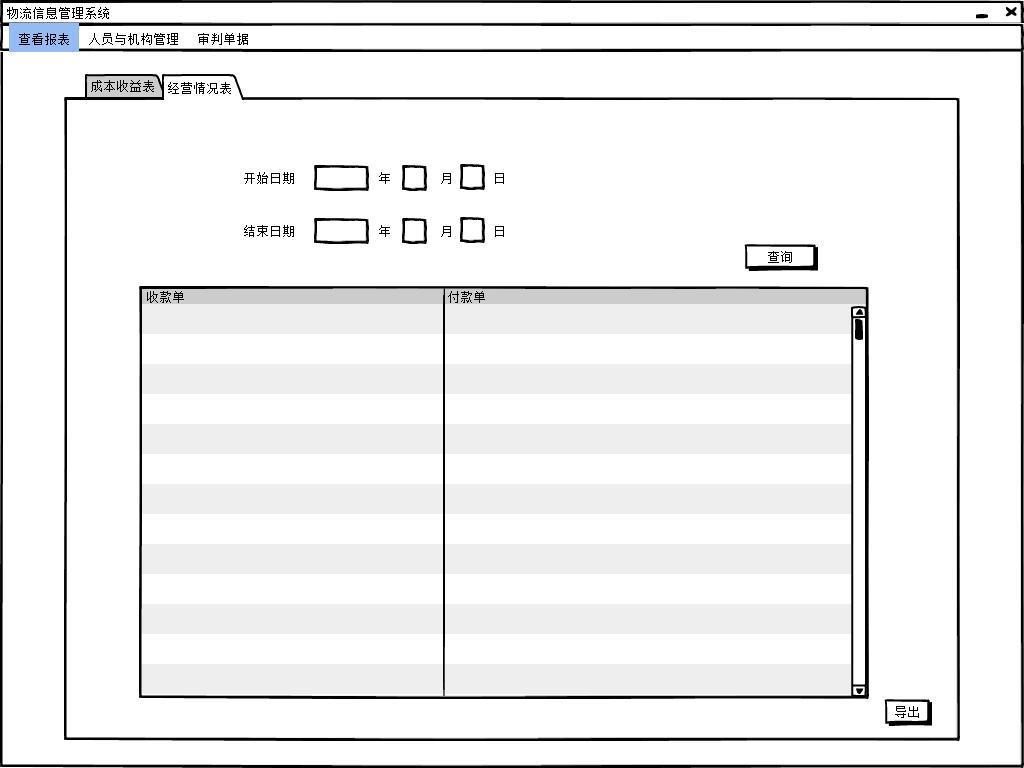 物流信息管理系统
查看报表 人员与机构管理 审判单据
成本收益表 经营情况表
开始日期 年 月 日
结束日期 年 月 日
查询
收款单 付款单
导出